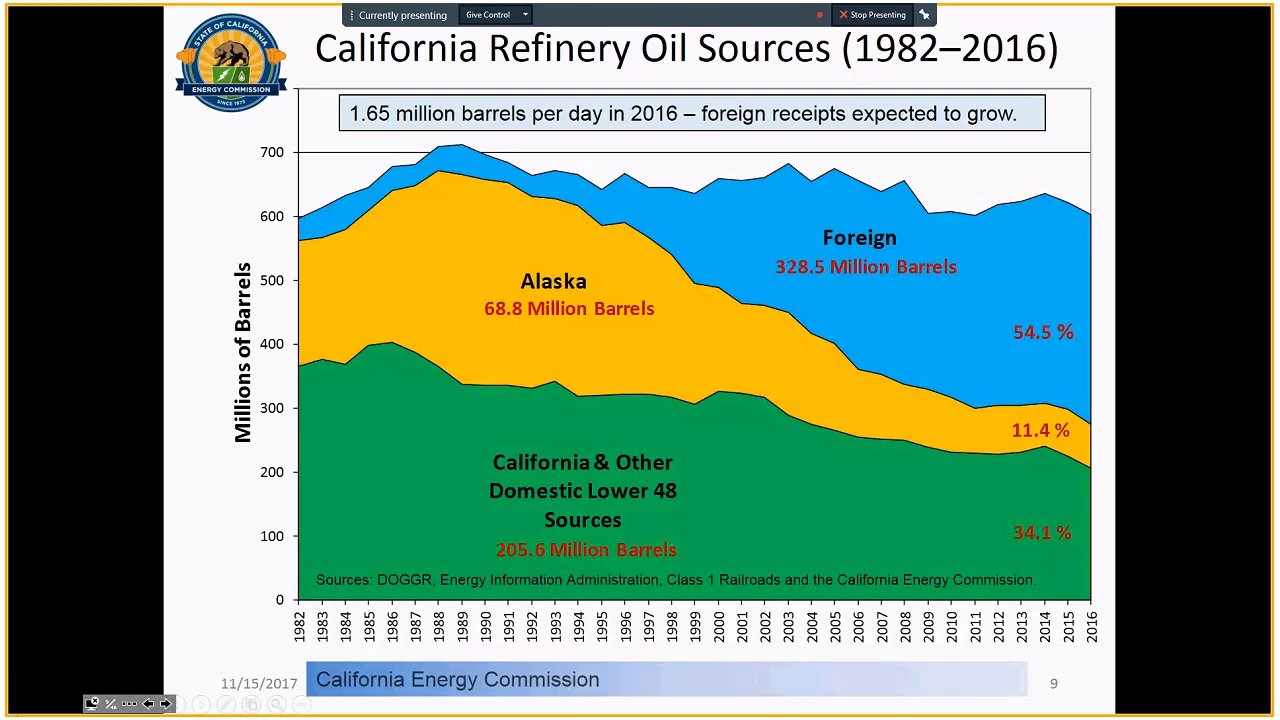 Currently presenting
Give Control
Stop Presenting
STATE OF CALIFORNIA
ENERGY COMMISSION
SINCE 1975
California Refinery Oil Sources (1982–2016)
1.65 million barrels per day in 2016 – foreign receipts expected to grow.
Millions of Barrels
700
600
500
400
300
200
100
0
Foreign
328.5 Million Barrels
Alaska
68.8 Million Barrels
54.5 %
11.4 %
California & Other
Domestic Lower 48
Sources
205.6 Million Barrels
34.1 %
Sources: DOGGR, Energy Information Administration, Class 1 Railroads and the California Energy Commission.
1982 1983 1984 1985 1986 1987 1988 1989 1990 1991 1992 1993 1994 1995 1996 1997 1998 1999 2000 2001 2002 2003 2004 2005 2006 2007 2008 2009 2010 2011 2012 2013 2014 2015 2016
11/15/2017
California Energy Commission
9